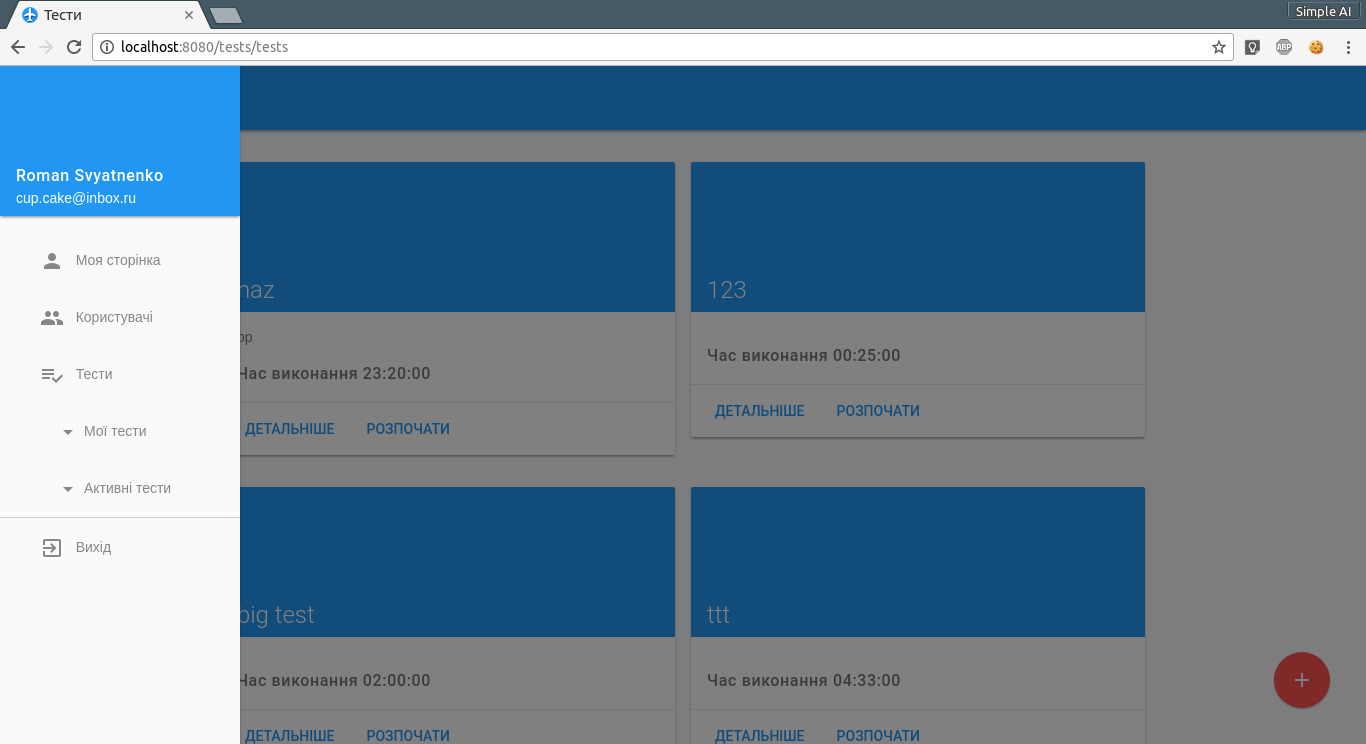 Тести
Simple AI
localhost:8080/tests/tests
ABP
Roman Svyatnenko
cup.cake@inbox.ru
Моя сторінка
Користувачі
Тести
Мої тести
Активні тести
Вихід
123
Час виконання 23:20:00
ДЕТАЛЬНІШЕ РОЗПОЧАТИ
Час виконання 00:25:00
ДЕТАЛЬНІШЕ РОЗПОЧАТИ
big test
Час виконання 02:00:00
ДЕТАЛЬНІШЕ РОЗПОЧАТИ
ttt
Час виконання 04:33:00
ДЕТАЛЬНІШЕ РОЗПОЧАТИ